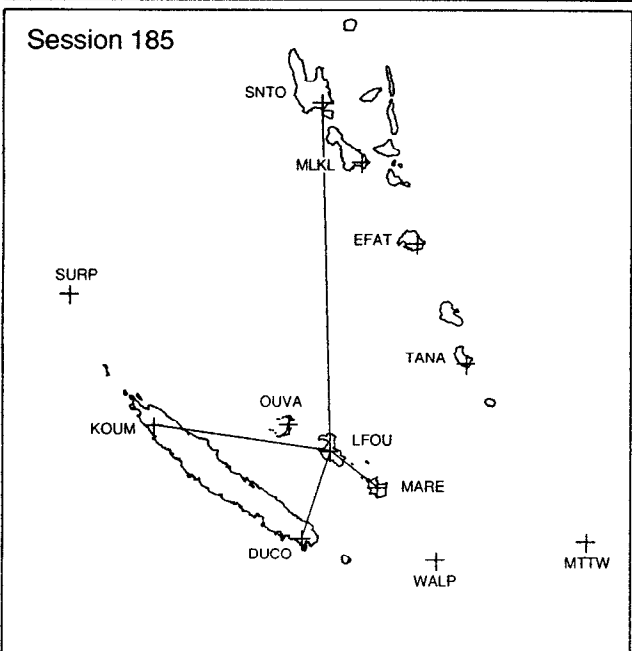 Session 185
SNTO
MLKL
EFAT
SURP
TANA
OUVA
KOUM
LFOU
MARE
DUCO
WALP
MTTW